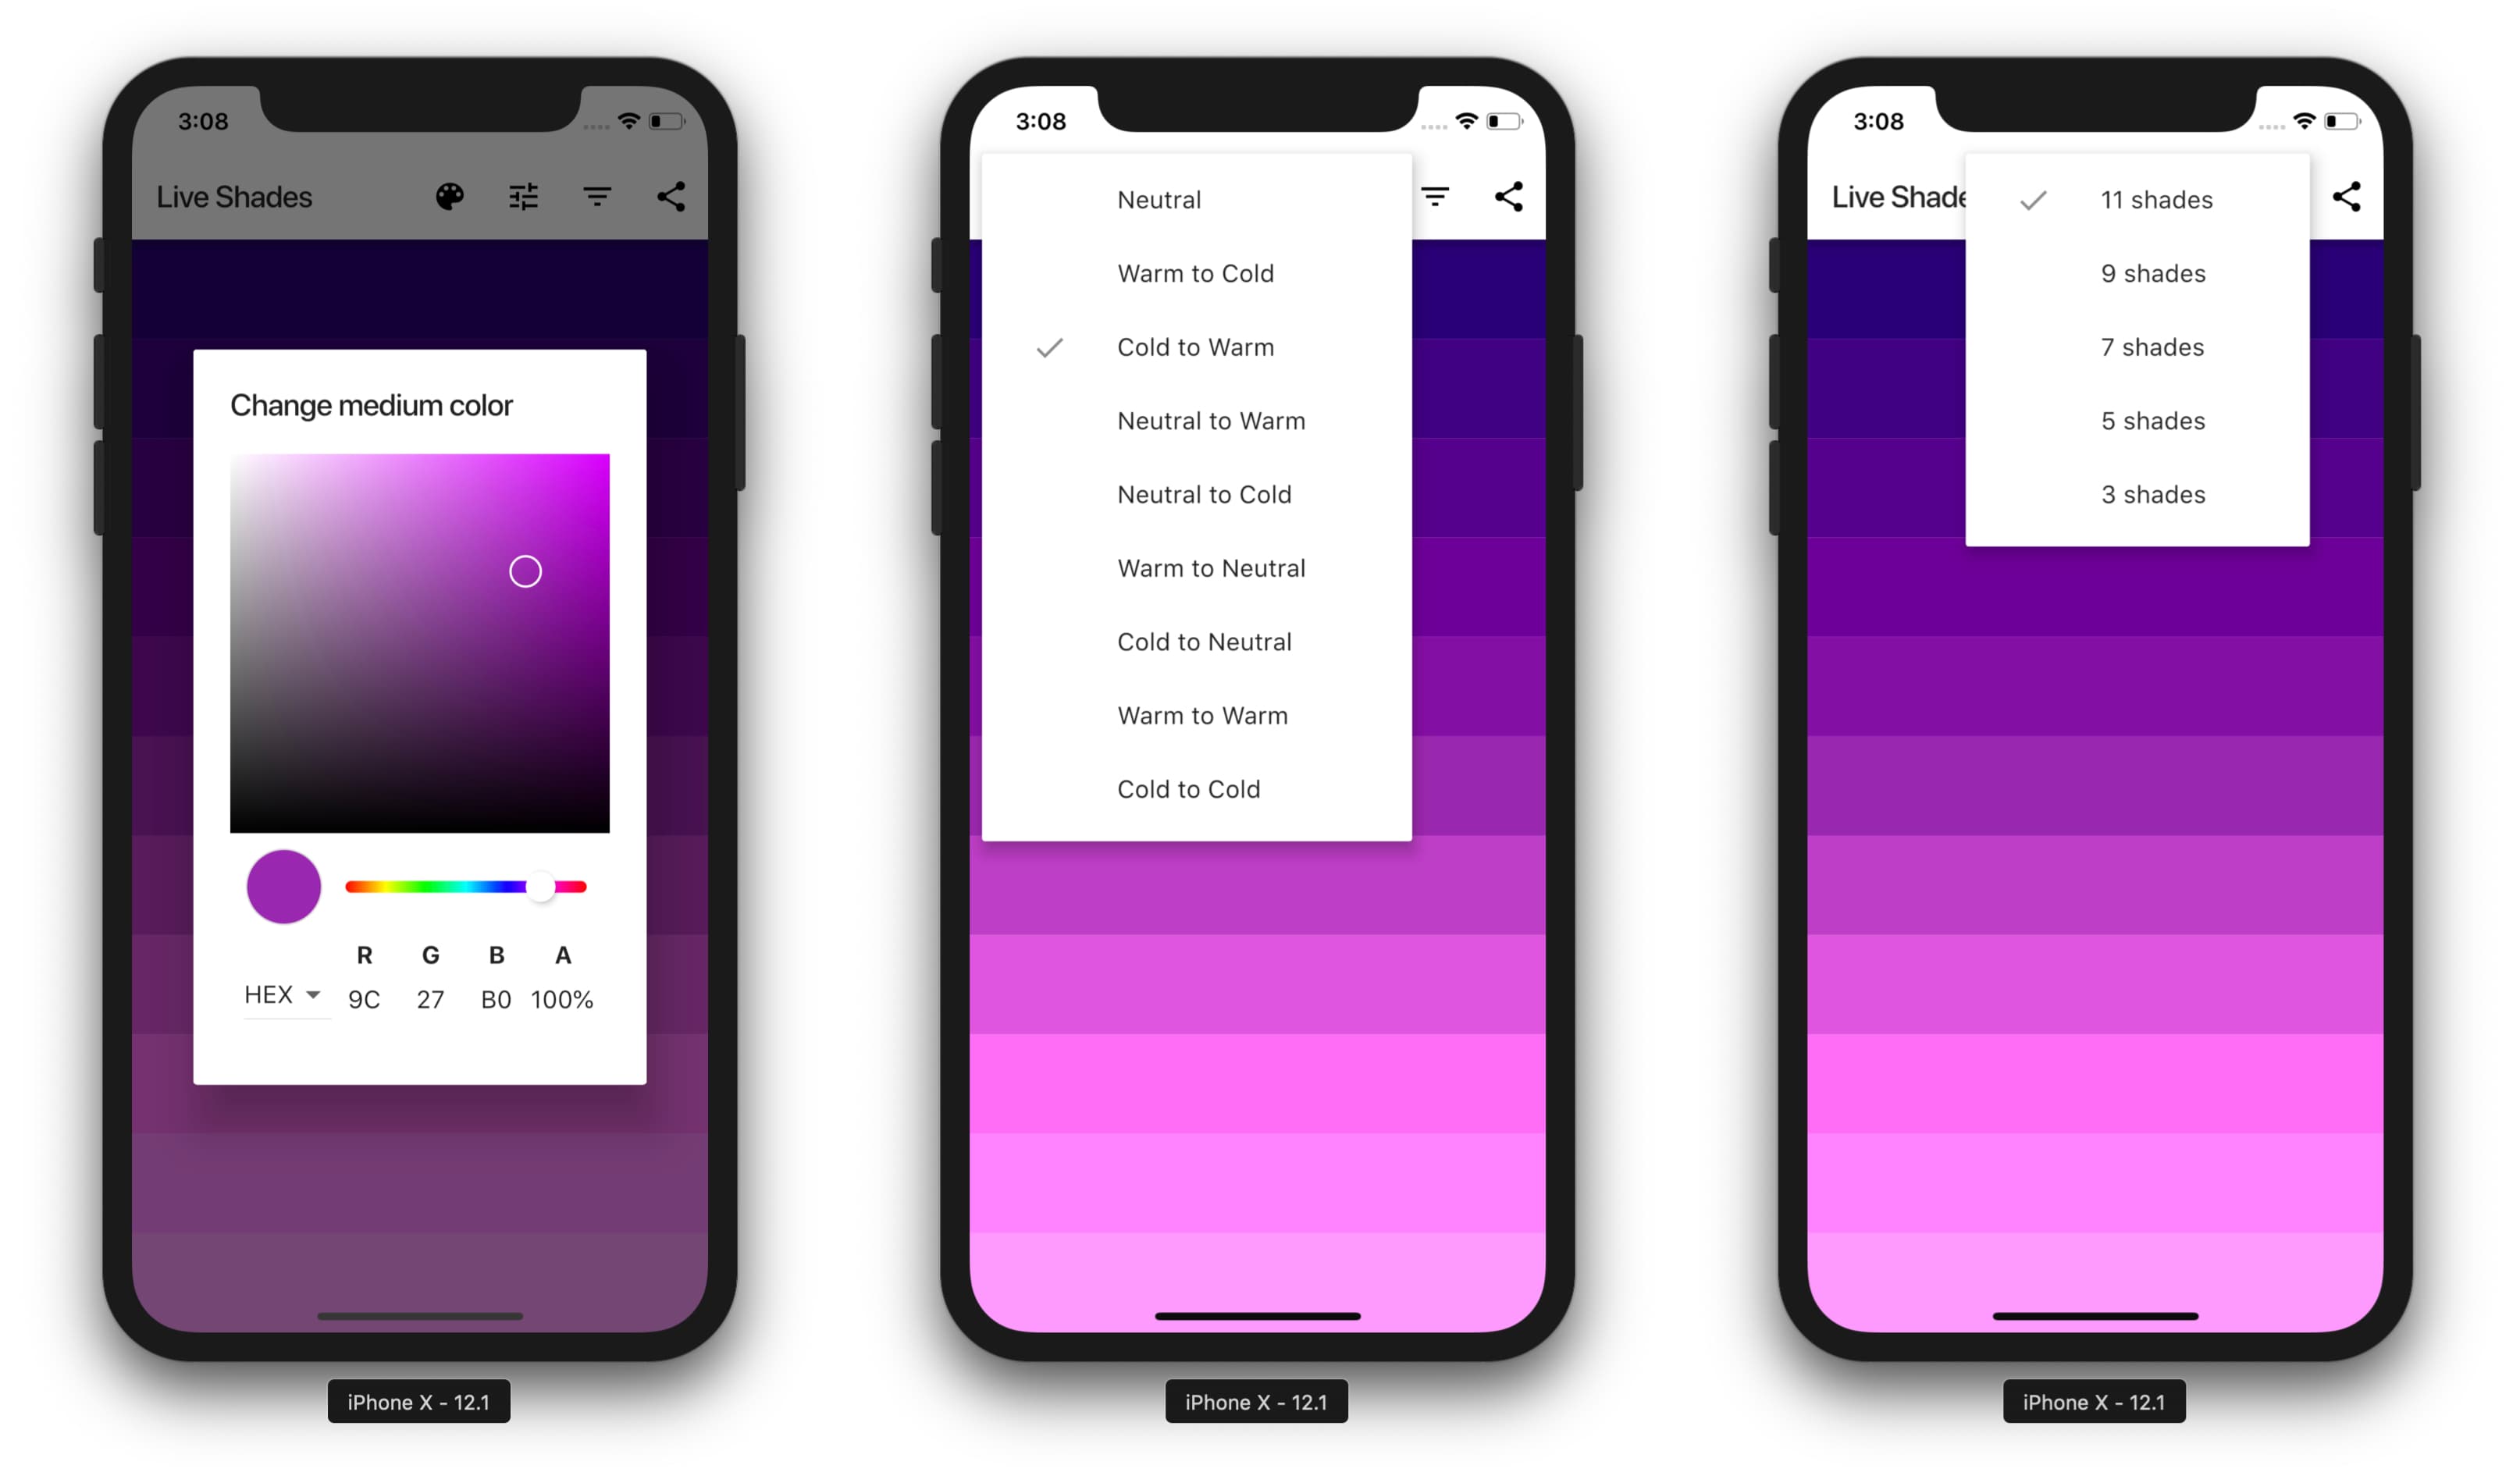 3:08
Live Shades
Change medium color
R G B A
HEX 9C 27 B0 100%
iPhone X - 12.1
3:08
Neutral
Warm to Cold
Cold to Warm
Neutral to Warm
Neutral to Cold
Warm to Neutral
Cold to Neutral
Warm to Warm
Cold to Cold
iPhone X - 12.1
3:08
Live Shade
11 shades
9 shades
7 shades
5 shades
3 shades
iPhone X - 12.1